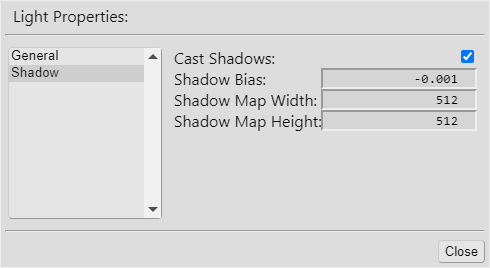 Light Properties:
General
Shadow
Cast Shadows:
Shadow Bias: -0.001
Shadow Map Width: 512
Shadow Map Height: 512
Close